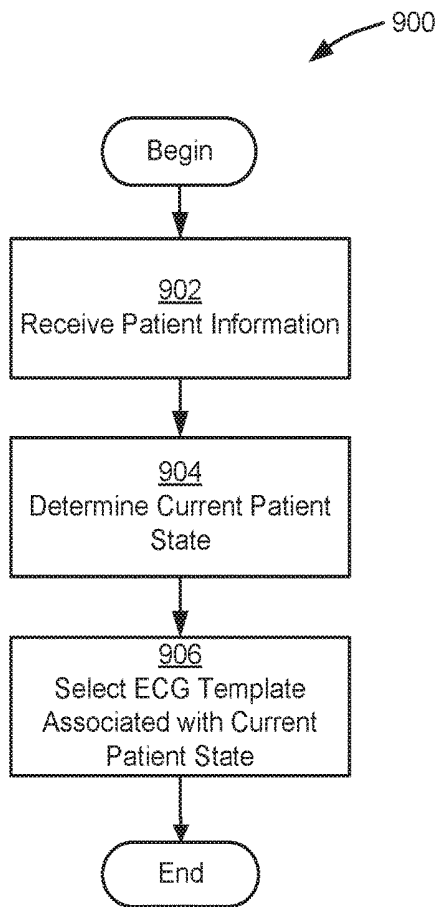 900
Begin
902
Receive Patient Information
904
Determine Current Patient
State
906
Select ECG Template
Associated with Current
Patient State
End